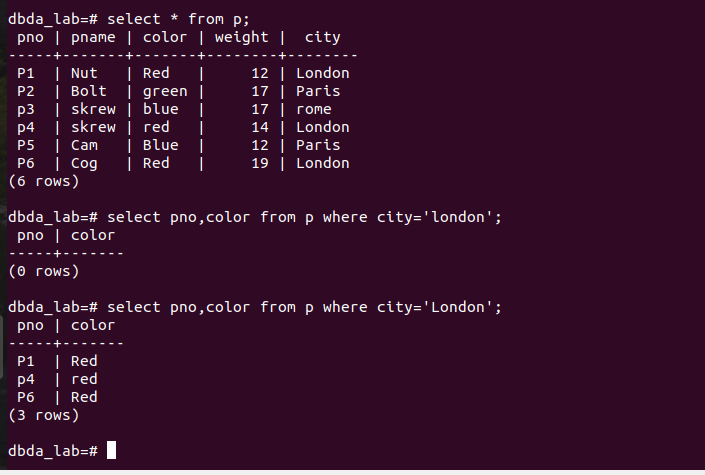 dbda_lab=# select * from p;
 pno | pname | color | weight |  city
-----+-------+-------+--------+--------
 P1  | Nut   | Red   |     12 | London
 P2  | Bolt  | green |     17 | Paris
 p3  | skrew | blue  |     17 | rome
 p4  | skrew | red   |     14 | London
 P5  | Cam   | Blue  |     12 | Paris
 P6  | Cog   | Red   |     19 | London
(6 rows)

dbda_lab=# select pno,color from p where city='london';
 pno | color
-----+-------
(0 rows)

dbda_lab=# select pno,color from p where city='London';
 pno | color
-----+-------
 P1  | Red
 p4  | red
 P6  | Red
(3 rows)

dbda_lab=#